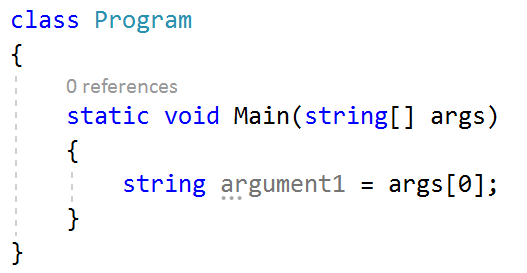 class Program
{
0 references
static void Main(string[] args)
{
string argument1 = args[0];
}
}